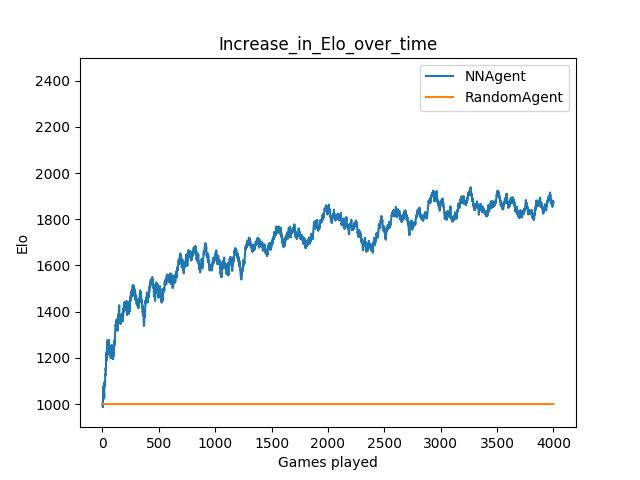 Increase_in_Elo_over_time
NNAgent
RandomAgent
2400
2200
2000
1800
1600
1400
1200
1000
Elo
0 500 1000 1500 2000 2500 3000 3500 4000
Games played